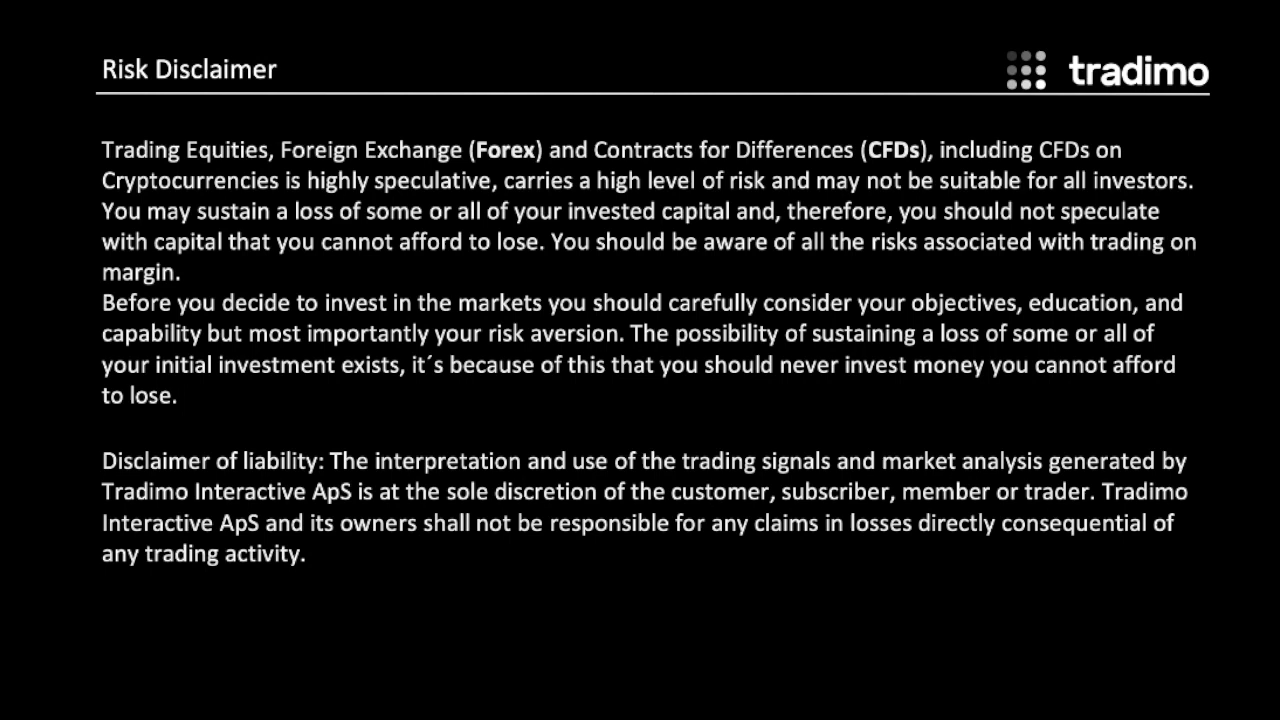 Risk Disclaimer
tradimo
Trading Equities, Foreign Exchange (Forex) and Contracts for Differences (CFDs), including CFDs on
Cryptocurrencies is highly speculative, carries a high level of risk and may not be suitable for all investors.
You may sustain a loss of some or all of your invested capital and, therefore, you should not speculate
with capital that you cannot afford to lose. You should be aware of all the risks associated with trading on
margin.
Before you decide to invest in the markets you should carefully consider your objectives, education, and
capability but most importantly your risk aversion. The possibility of sustaining a loss of some or all of
your initial investment exists, it´s because of this that you should never invest money you cannot afford
to lose.
Disclaimer of liability: The interpretation and use of the trading signals and market analysis generated by
Tradimo Interactive ApS is at the sole discretion of the customer, subscriber, member or trader. Tradimo
Interactive ApS and its owners shall not be responsible for any claims in losses directly consequential of
any trading activity.